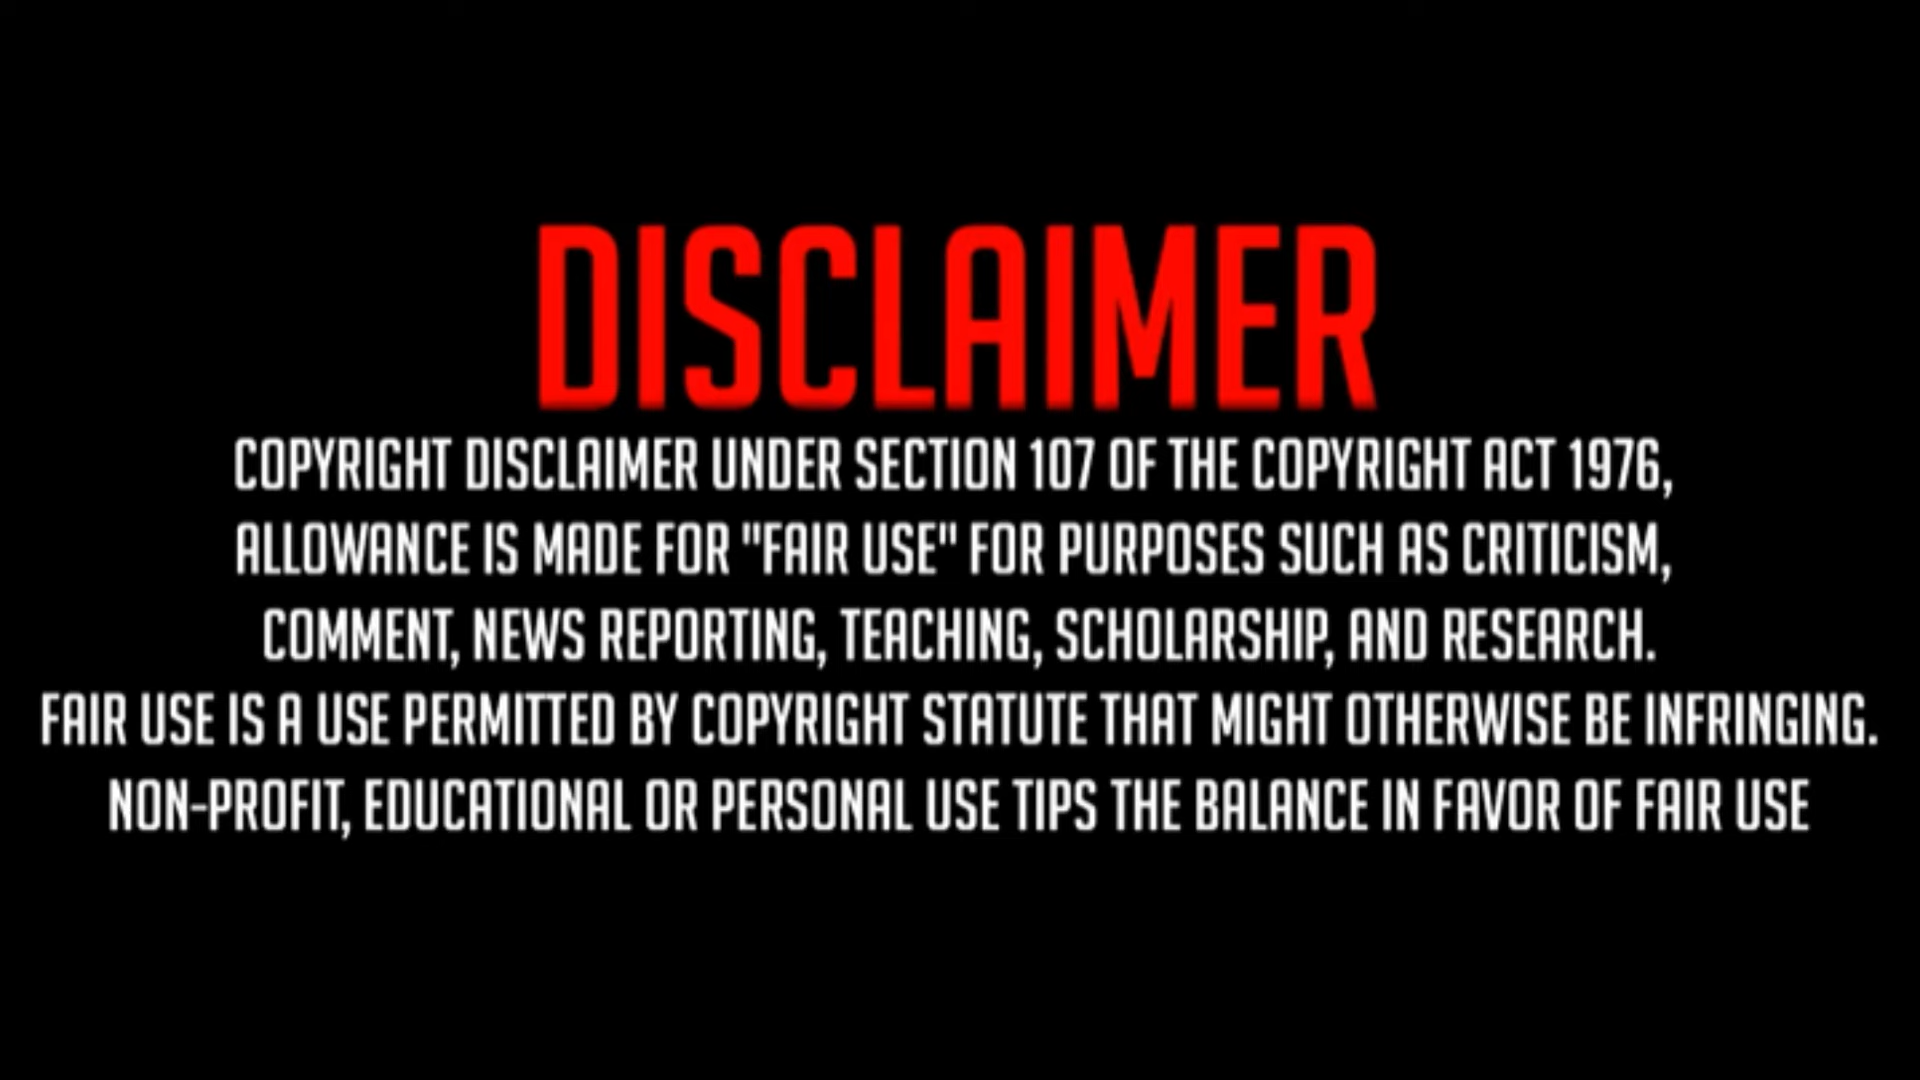 DISCLAIMER
COPYRIGHT DISCLAIMER UNDER SECTION 107 OF THE COPYRIGHT ACT 1976,
ALLOWANCE IS MADE FOR "FAIR USE" FOR PURPOSES SUCH AS CRITICISM,
COMMENT, NEWS REPORTING, TEACHING, SCHOLARSHIP, AND RESEARCH.
FAIR USE IS A USE PERMITTED BY COPYRIGHT STATUTE THAT MIGHT OTHERWISE BE INFRINGING.
NON-PROFIT, EDUCATIONAL OR PERSONAL USE TIPS THE BALANCE IN FAVOR OF FAIR USE